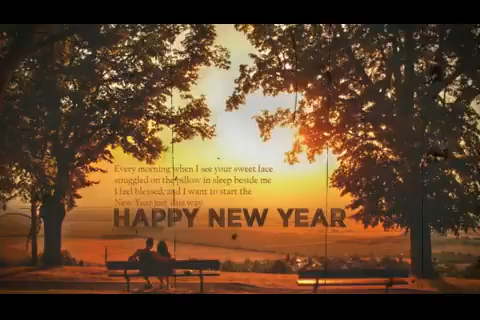 Every morning when I see your sweet face
snuggled on the pillow in sleep beside me
I feel blessed, and I want to start the
New Year just this way
HAPPY NEW YEAR